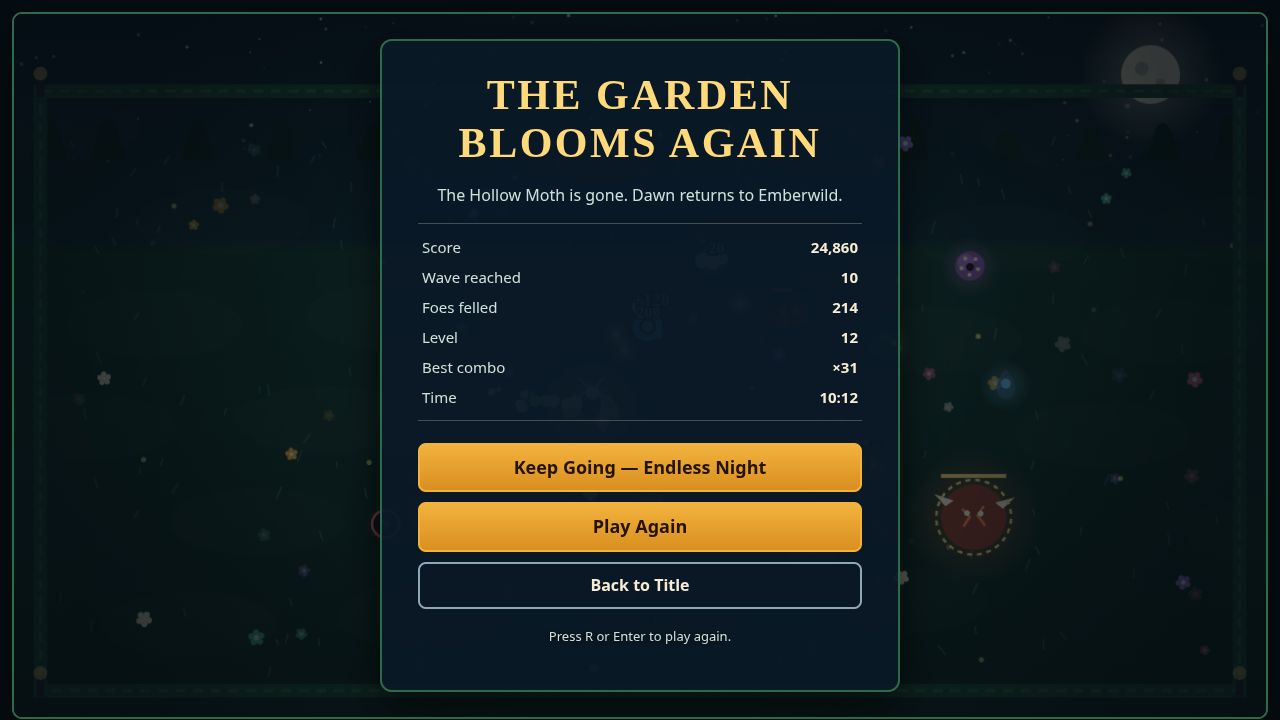 THE GARDEN
BLOOMS AGAIN
The Hollow Moth is gone. Dawn returns to Emberwild.
Score 24,860
Wave reached 10
Foes felled 214
Level 12
Best combo ×31
Time 10:12
Keep Going — Endless Night
Play Again
Back to Title
Press R or Enter to play again.